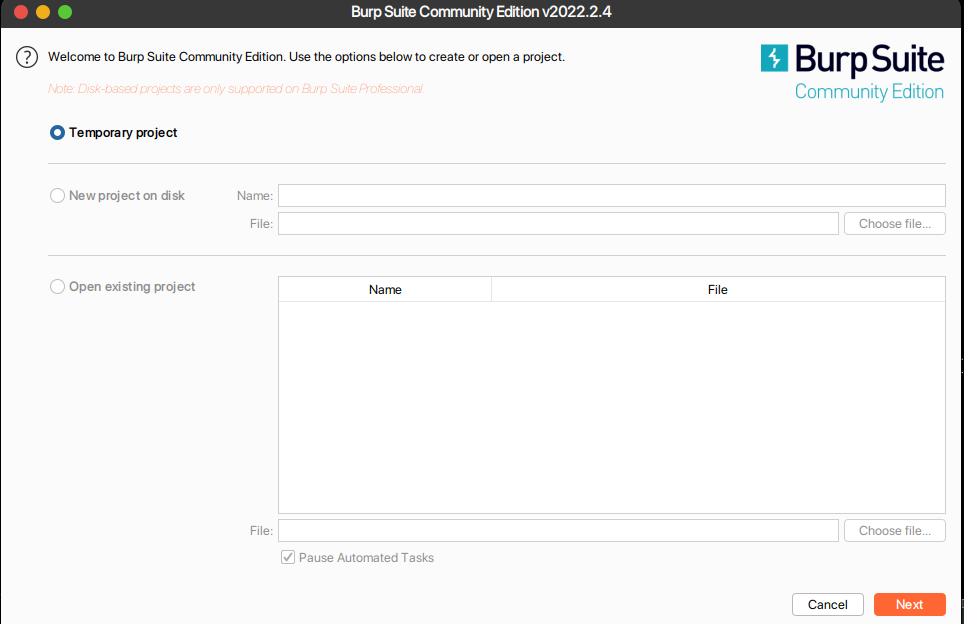 Burp Suite Community Edition v2022.2.4
? Welcome to Burp Suite Community Edition. Use the options below to create or open a project.
Burp Suite
Community Edition
Note: Disk-based projects are only supported on Burp Suite Professional.
Temporary project
New project on disk Name:
File: Choose file...
Open existing project Name File
File: Choose file...
Pause Automated Tasks
Cancel Next